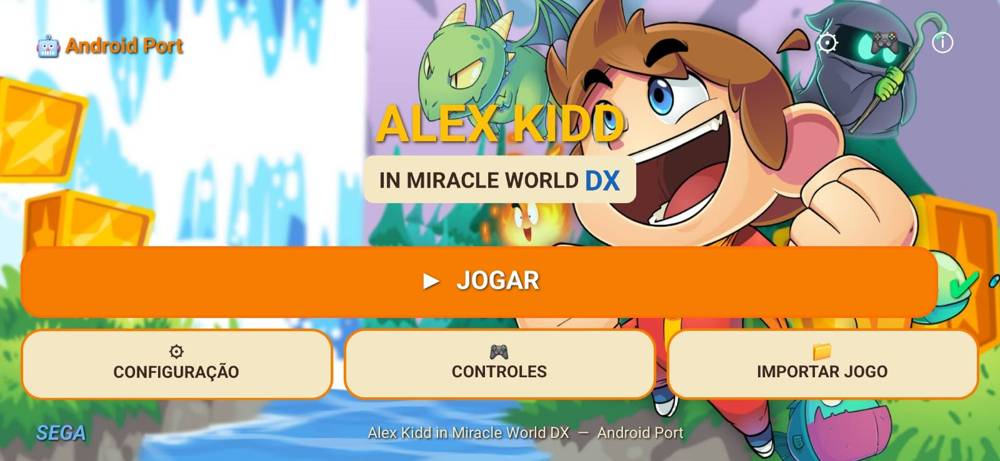 Android Port
ALEX KIDD
IN MIRACLE WORLD DX
JOGAR
CONFIGURAÇÃO
CONTROLES
IMPORTAR JOGO
SEGA
Alex Kidd in Miracle World DX — Android Port